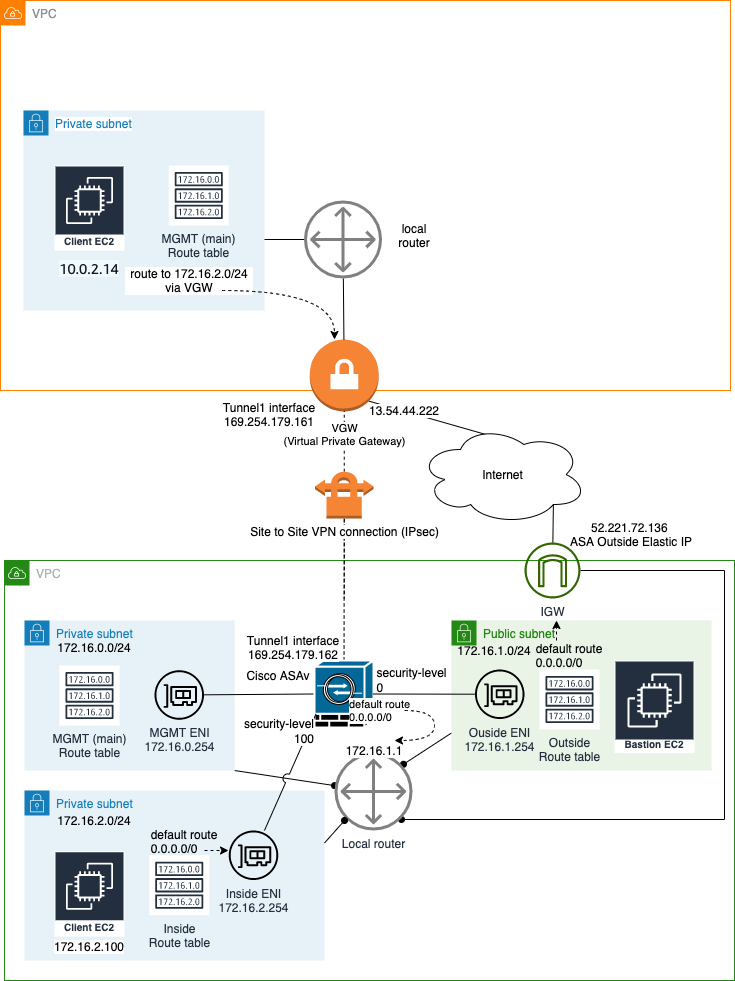 VPC
Private subnet
172.16.0.0
172.16.1.0
172.16.2.0
Client EC2
10.0.2.14
MGMT (main)
Route table
route to 172.16.2.0/24
via VGW
local
router
Tunnel1 interface
169.254.179.161
13.54.44.222
VGW
(Virtual Private Gateway)
Internet
Site to Site VPN connection (IPsec)
52.221.72.136
ASA Outside Elastic IP
IGW
VPC
Private subnet
172.16.0.0/24
172.16.0.0
172.16.1.0
172.16.2.0
MGMT (main)
Route table
MGMT ENI
172.16.0.254
Tunnel1 interface
169.254.179.162
Cisco ASAv
security-level
0
default route
0.0.0.0/0
security-level
100
Public subnet
172.16.1.0/24
default route
0.0.0.0/0
172.16.0.0
172.16.1.0
172.16.2.0
Ouside ENI
172.16.1.254
Outside
Route table
Bastion EC2
172.16.1.1
Local router
Private subnet
172.16.2.0/24
default route
0.0.0.0/0
172.16.0.0
172.16.1.0
172.16.2.0
Client EC2
172.16.2.100
Inside
Route table
Inside ENI
172.16.2.254